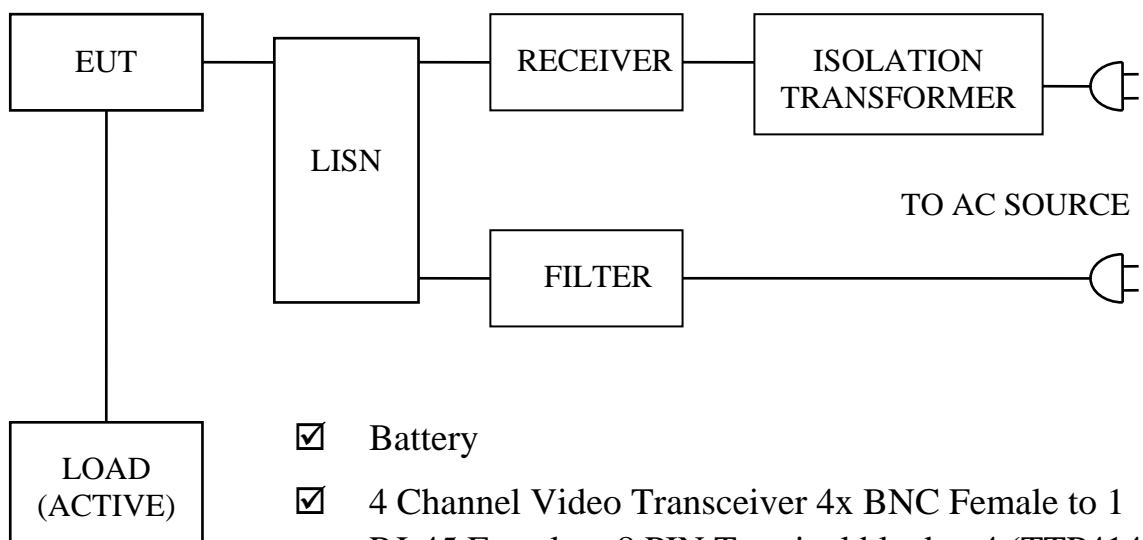 EUT
RECEIVER
ISOLATION
TRANSFORMER
LISN
TO AC SOURCE
FILTER
LOAD
(ACTIVE)
☑ Battery
☑ 4 Channel Video Transceiver 4x BNC Female to 1